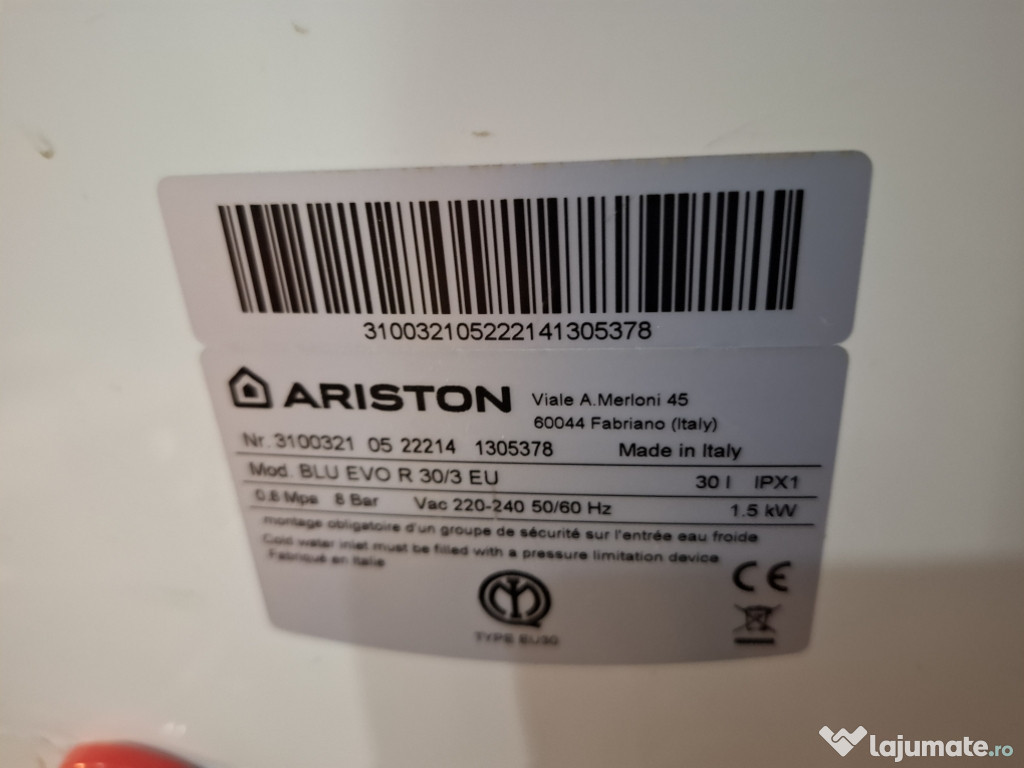 310032105222141305378
ARISTON
Viale A.Merloni 45
60044 Fabriano (Italy)
Nr. 3100321 05 22214 1305378 Made in Italy
Mod. BLU EVO R 30/3 EU 30 l IPX1
0.8 Mpa 8 Bar Vac 220-240 50/60 Hz 1.5 kW
montage obligatoire d'un groupe de sécurité sur l'entrée eau froide
Cold water inlet must be filled with a pressure limitation device
Fabriqué en Italie
CE
TYPE EU30
lajumate.ro